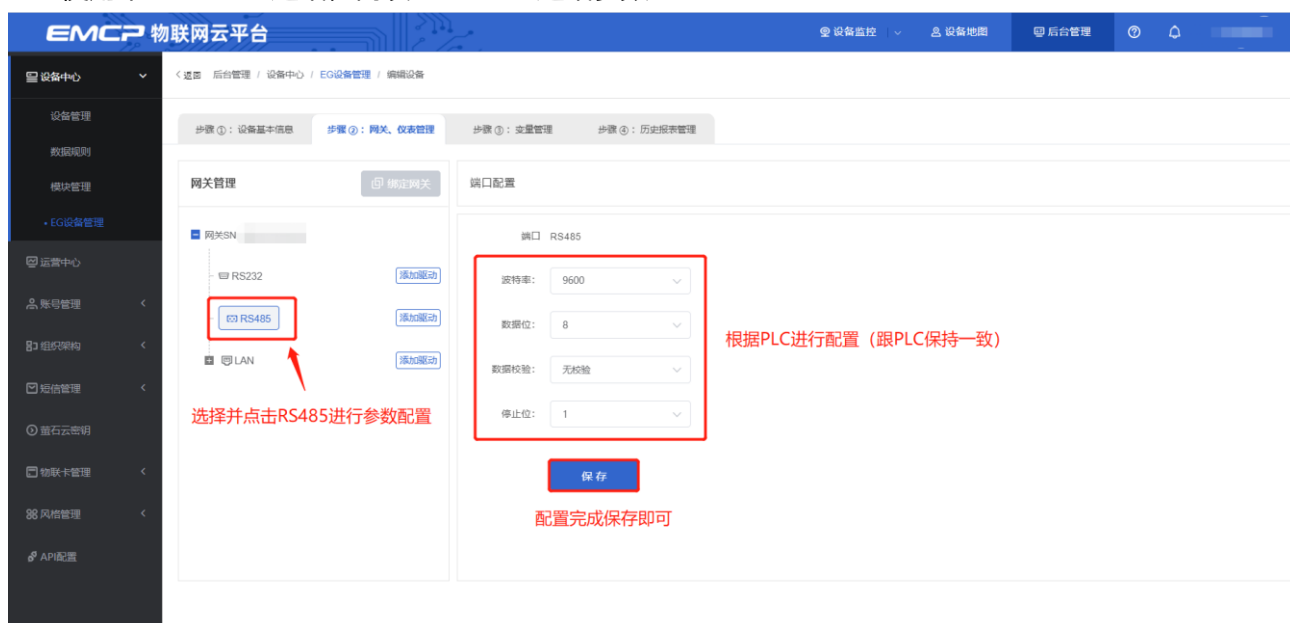 EMCP 物联网云平台
设备监控
设备地图
后台管理
设备中心
设备管理
数据规则
模块管理
EG设备管理
运营中心
账号管理
组织架构
短信管理
萤石云密钥
物联卡管理
风格管理
API配置
<返回 后台管理 / 设备中心 / EG设备管理 / 编辑设备
步骤①：设备基本信息
步骤②：网关、仪表管理
步骤③：变量管理
步骤④：历史报表管理
网关管理
绑定网关
网关SN
RS232
添加驱动
RS485
添加驱动
LAN
添加驱动
选择并点击RS485进行参数配置
端口配置
端口 RS485
波特率： 9600
数据位： 8
数据校验： 无校验
停止位： 1
根据PLC进行配置（跟PLC保持一致）
保存
配置完成保存即可